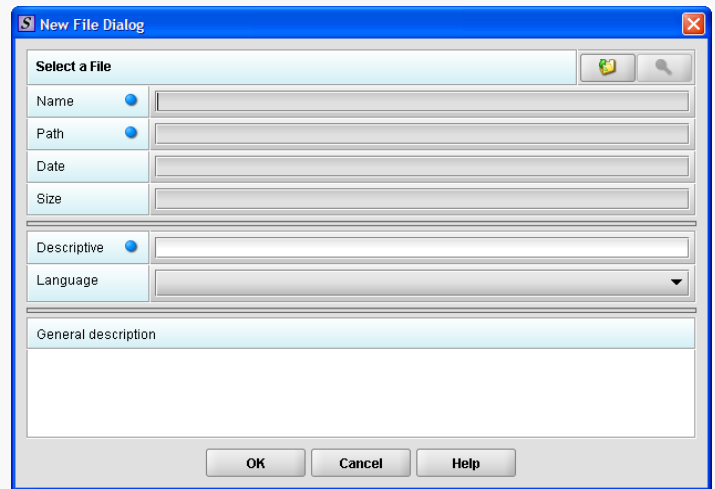 S New File Dialog
Select a File
Name
Path
Date
Size
Descriptive
Language
General description
OK Cancel Help